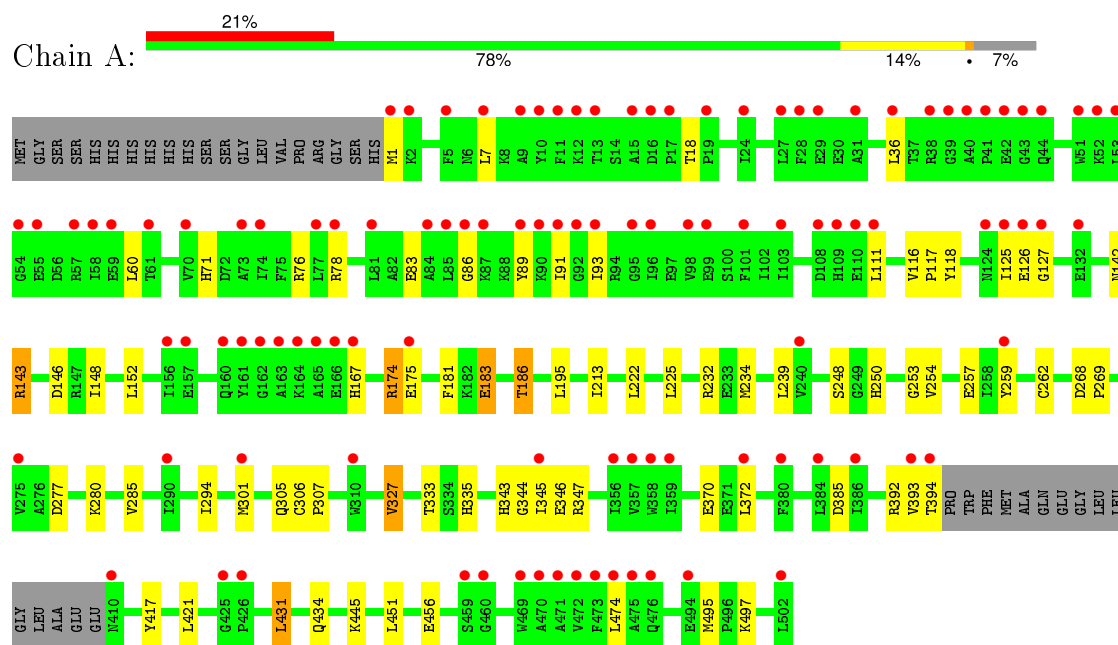 21%
Chain A:
78% 14% • 7%
MET GLY SER SER HIS HIS HIS HIS HIS HIS HIS SER SER GLY LEU VAL PRO ARG GLY SER HIS M1 K2 F5 N6 L7 K8 A9 Y10 F11 K12 T13 S14 A15 D16 P17 T18 P19 I24 L27 F28 E29 E30 A31 L36 T37 R38 G39 A40 P41 E42 G43 Q44 W51 K52 L53
G54 E55 D56 R57 I58 E59 L60 T61 V70 H71 D72 A73 I74 F75 R76 L77 R78 L81 A82 E83 A84 L85 G86 K87 K88 Y89 K90 I91 G92 I93 R94 G95 I96 E97 V98 E99 S100 F101 I102 I103 D108 H109 E110 L111 V116 P117 Y118 N124 I125 E126 G127 E132 N142
R143 D146 R147 I148 L152 I156 E157 Q160 Y161 G162 A163 K164 A165 E166 H167 R174 E175 F181 K182 E183 T186 L195 I213 L222 L225 R232 E233 M234 L239 V240 S248 G249 H250 G253 V254 E257 I258 Y259 C262 D268 P269
V275 A276 D277 K280 V285 I290 I294 M301 Q305 C306 P307 W310 V327 T333 S334 H335 H343 G344 I345 E346 R347 I356 V357 W358 I359 E370 E371 L372 F380 L384 D385 I386 R392 V393 T394 PRO TRP PHE MET ALA GLN GLU GLY LEU LEU
GLY LEU ALA GLU GLU N410 Y417 L421 G425 P426 L431 Q434 K445 L451 E456 S459 G460 W469 A470 A471 V472 F473 L474 A475 Q476 E494 M495 P496 K497 L502